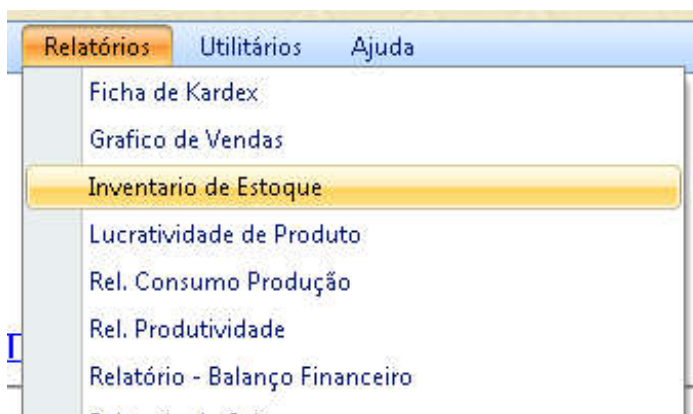 Relatórios Utilitários Ajuda
Ficha de Kardex
Grafico de Vendas
Inventario de Estoque
Lucratividade de Produto
Rel. Consumo Produção
Rel. Produtividade
Relatório - Balanço Financeiro